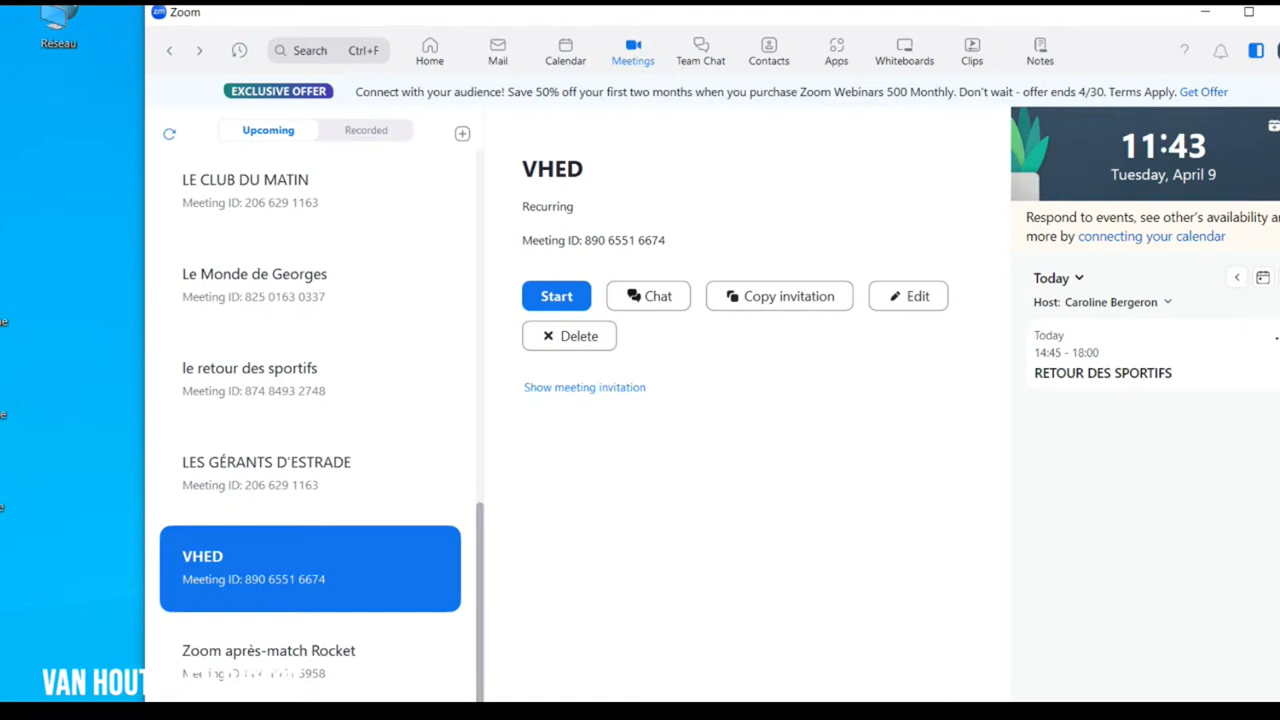 Réseau
Zoom
Search Ctrl+F
Home
Mail
Calendar
Meetings
Team Chat
Contacts
Apps
Whiteboards
Clips
Notes
EXCLUSIVE OFFER Connect with your audience! Save 50% off your first two months when you purchase Zoom Webinars 500 Monthly. Don't wait - offer ends 4/30. Terms Apply. Get Offer
Upcoming Recorded
LE CLUB DU MATIN
Meeting ID: 206 629 1163
Le Monde de Georges
Meeting ID: 825 0163 0337
le retour des sportifs
Meeting ID: 874 8493 2748
LES GÉRANTS D'ESTRADE
Meeting ID: 206 629 1163
VHED
Meeting ID: 890 6551 6674
Zoom après-match Rocket
5958
VHED
Recurring
Meeting ID: 890 6551 6674
Start
Chat
Copy invitation
Edit
Delete
Show meeting invitation
11:43
Tuesday, April 9
Respond to events, see other's availability
more by connecting your calendar
Today
Host: Caroline Bergeron
Today
14:45 - 18:00
RETOUR DES SPORTIFS
VAN HOUT